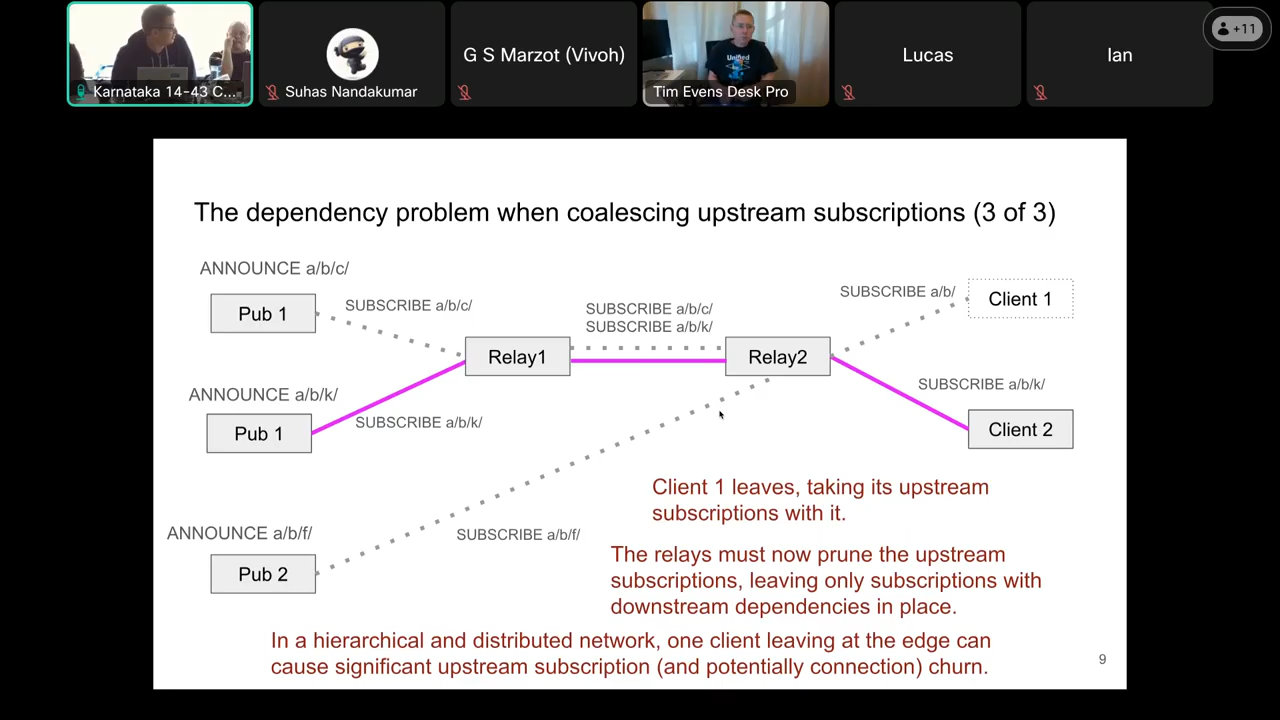 Karnataka 14-43 C...
Suhas Nandakumar
G S Marzot (Vivoh)
Unified
Tim Evens Desk Pro
Lucas
Ian
+11
The dependency problem when coalescing upstream subscriptions (3 of 3)
ANNOUNCE a/b/c/
Pub 1
SUBSCRIBE a/b/c/
SUBSCRIBE a/b/c/
SUBSCRIBE a/b/k/
SUBSCRIBE a/b/
Client 1
Relay1
Relay2
ANNOUNCE a/b/k/
Pub 1
SUBSCRIBE a/b/k/
SUBSCRIBE a/b/k/
Client 2
Client 1 leaves, taking its upstream
subscriptions with it.
ANNOUNCE a/b/f/
Pub 2
SUBSCRIBE a/b/f/
The relays must now prune the upstream
subscriptions, leaving only subscriptions with
downstream dependencies in place.
In a hierarchical and distributed network, one client leaving at the edge can
cause significant upstream subscription (and potentially connection) churn.
9